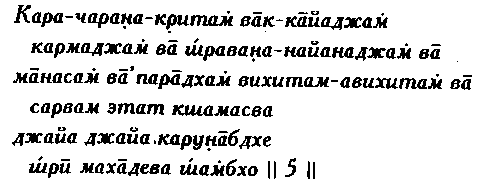 Кара-чаран̣а-критам̇ ва̄к-ка̄йаджам̇
кармаджам̇ ва̄ ш́раван̣а-найанаджам̇ ва̄
ма̄насам̇ ва̄'пара̄дхам̇ вихитам̇-авихитам̇ ва̄
сарвам этат кшамасва
джайа джайа карун̣а̄бдхе
ш́рӣ маха̄дева ш́ам̇бхо || 5 ||